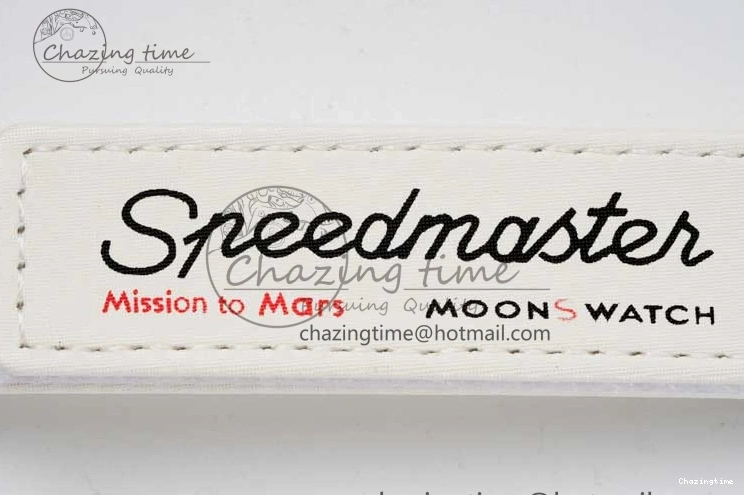 Chazing time
Pursuing Quality
Speedmaster
Chazing time
Mission to Mars
Pursuing Quality
MOONSWATCH
chazingtime@hotmail.com
Chazingtime